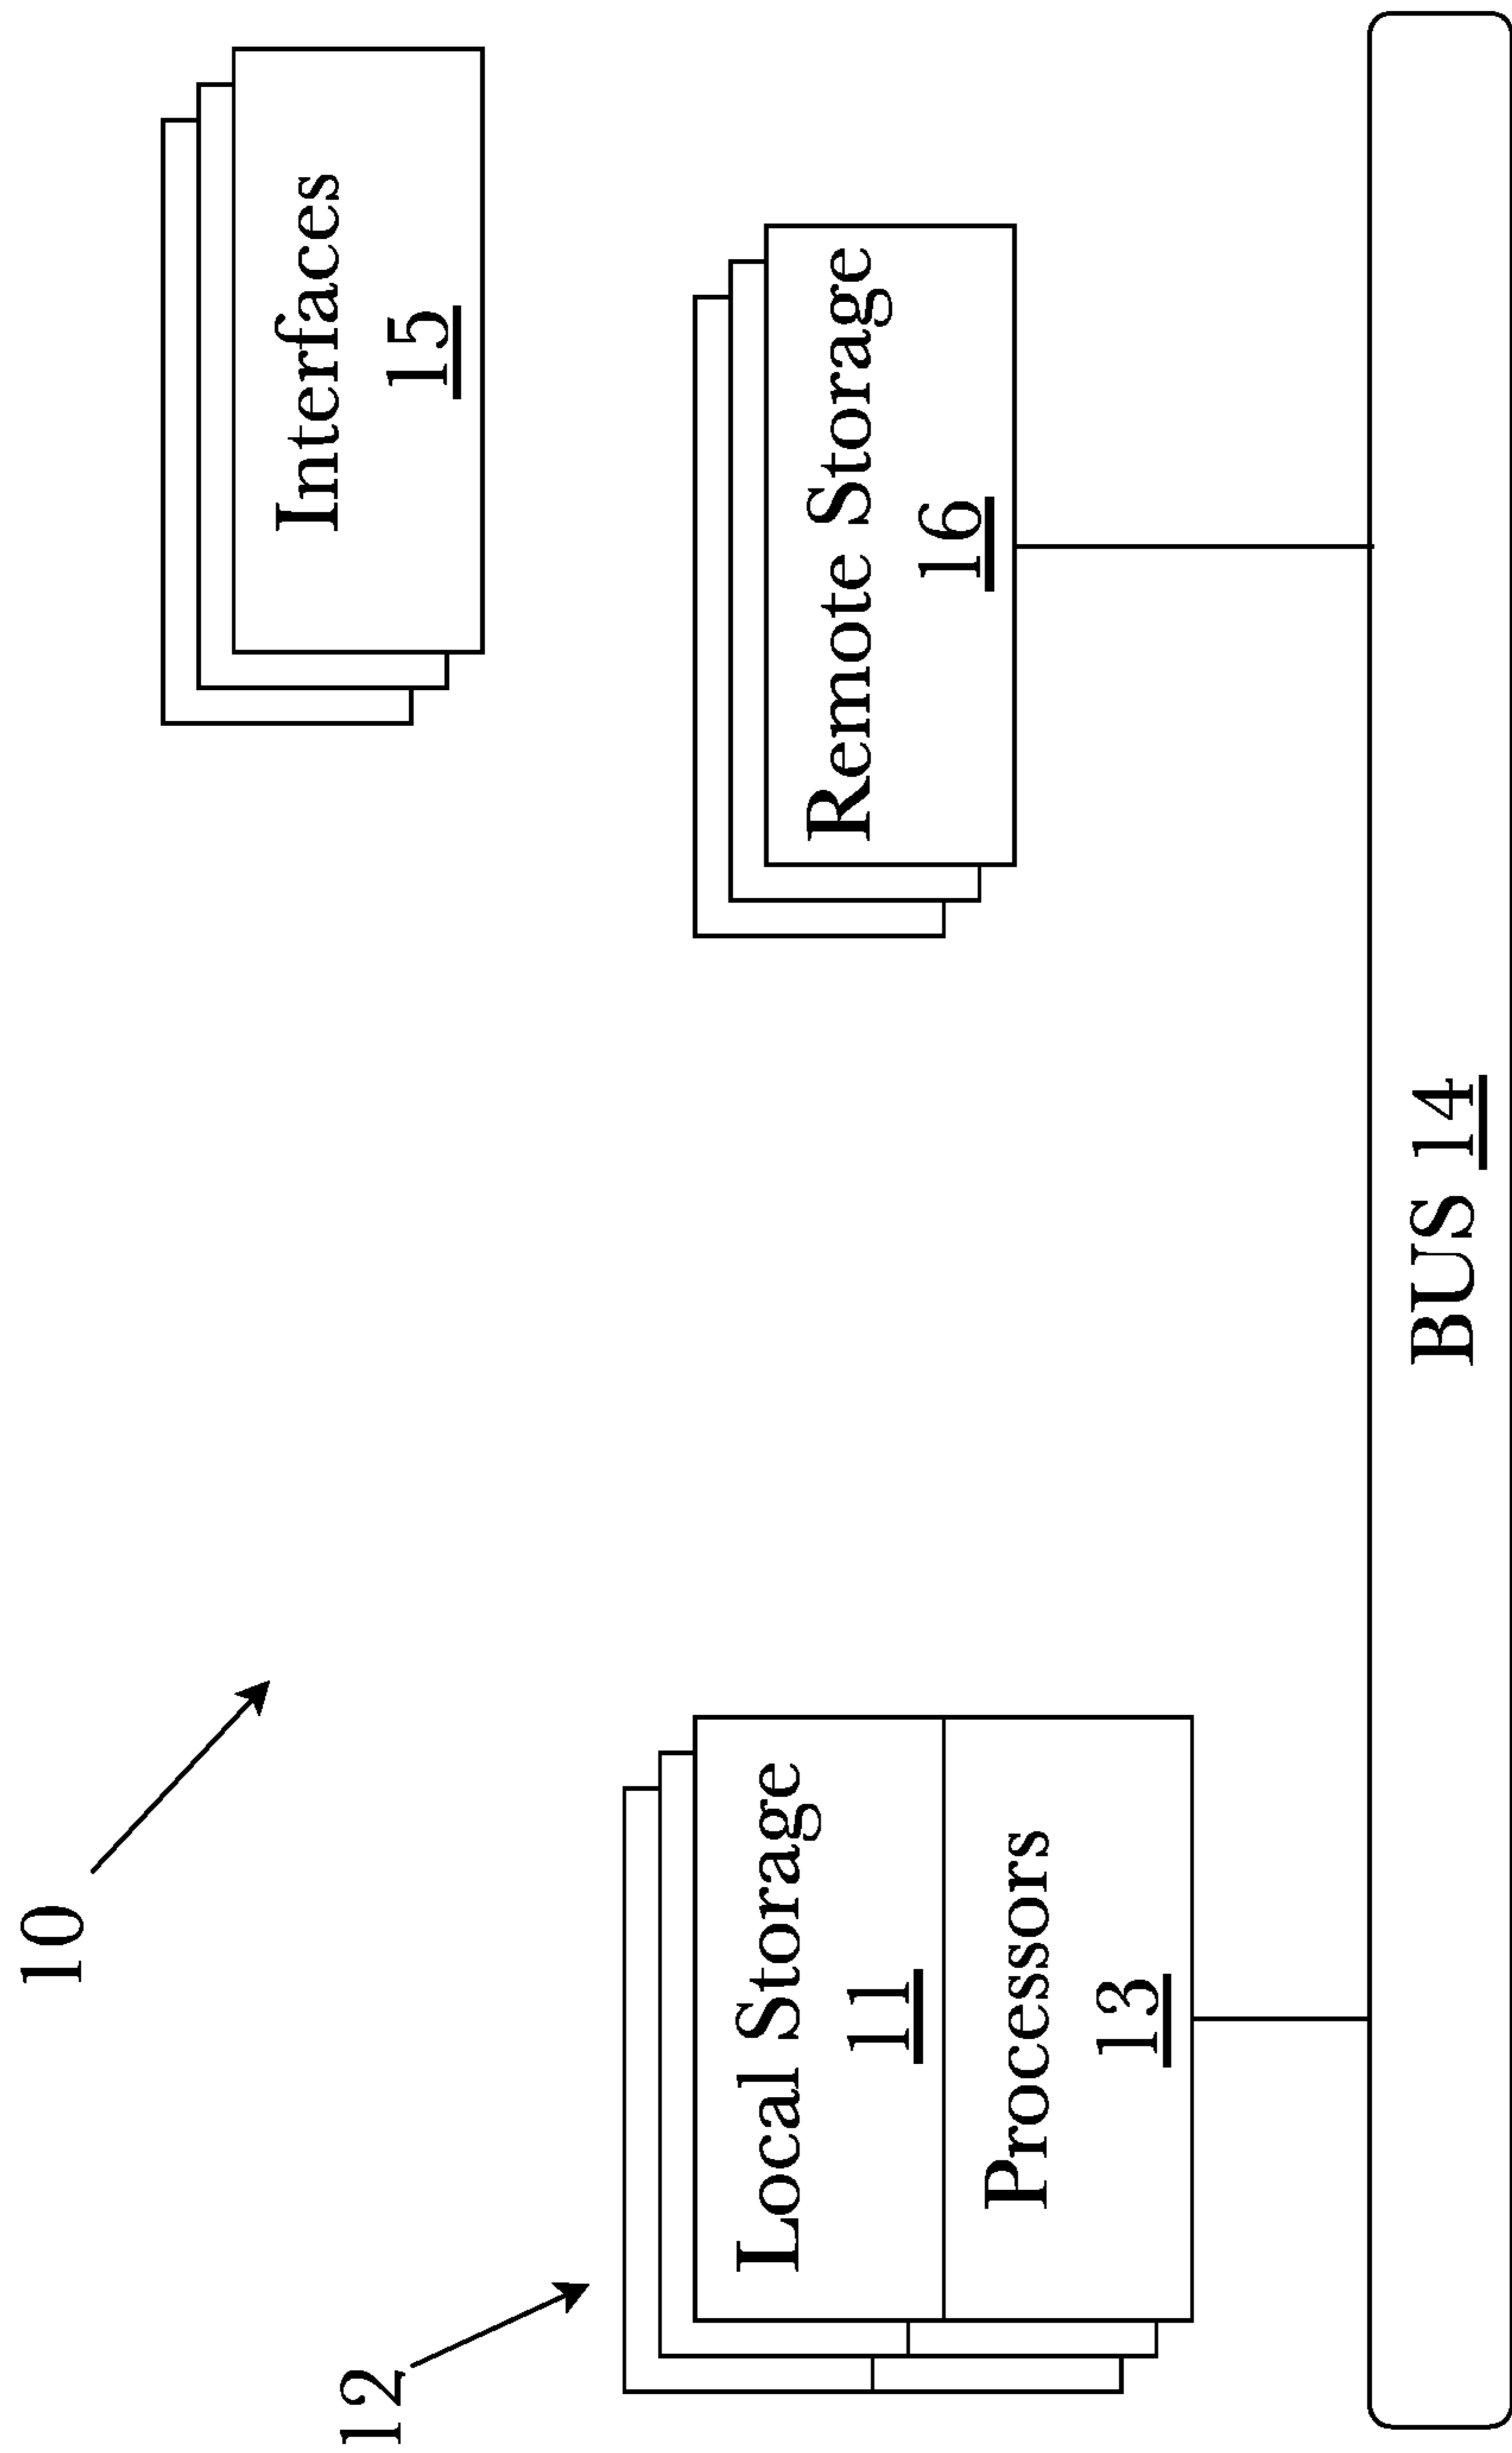 10
Interfaces
15
12
Local Storage
11
Remote Storage
16
Processors
13
BUS 14